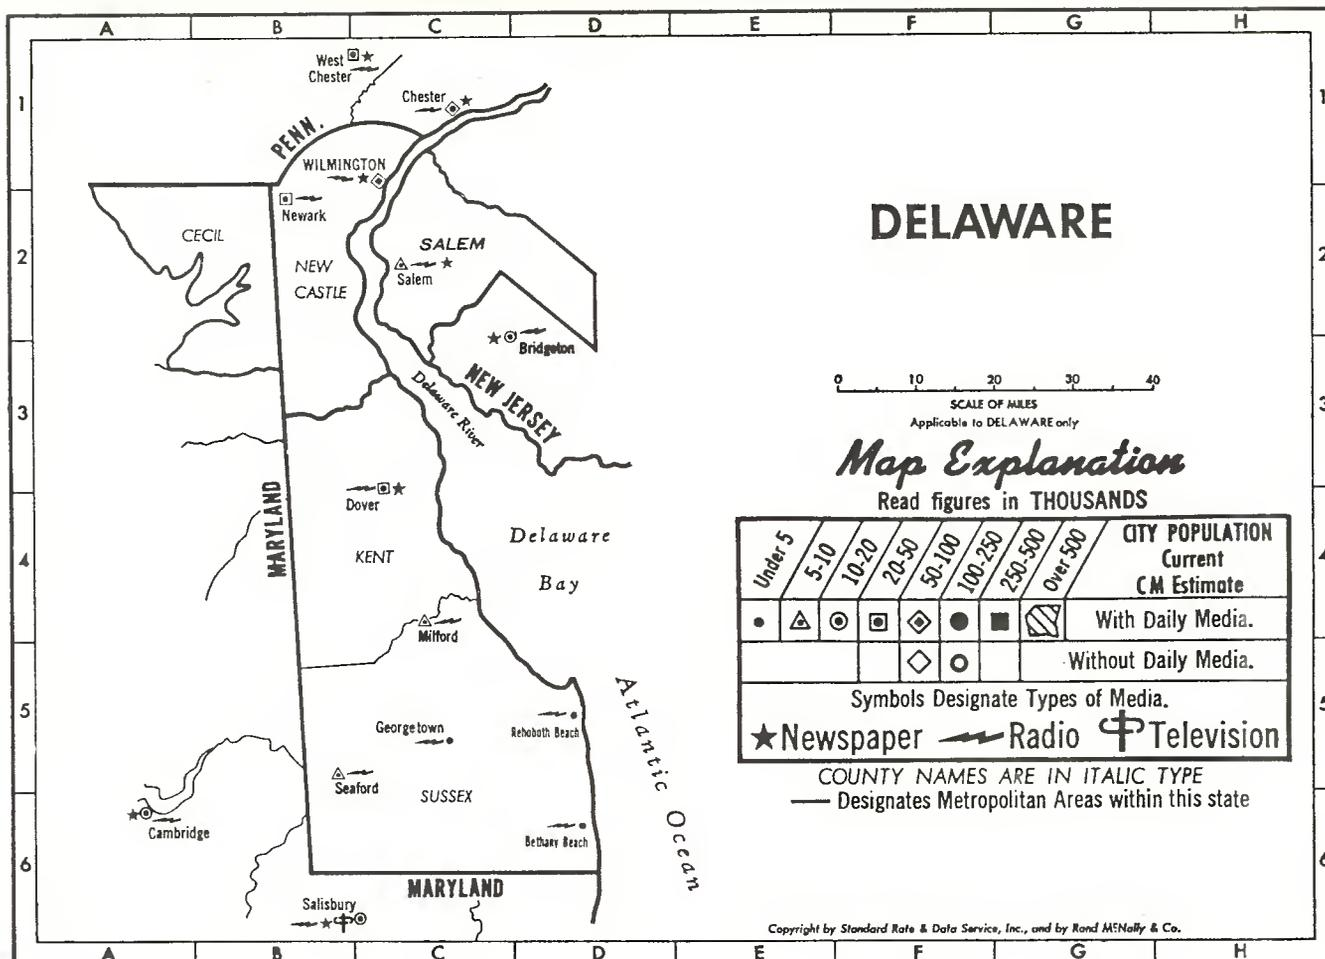 A B C D E F G H
1
1
2
2
3
3
4
4
5
5
6
6
West
Chester
Chester
PENN.
WILMINGTON
Newark
CECIL
NEW
CASTLE
SALEM
Salem
Bridgeton
NEW JERSEY
Delaware River
MARYLAND
Dover
KENT
Delaware
Bay
Milford
Georgetown
Rehoboth Beach
Seaford
SUSSEX
Bethany Beach
Atlantic Ocean
Cambridge
MARYLAND
Salisbury
DELAWARE
0 10 20 30 40
SCALE OF MILES
Applicable to DELAWARE only
Map Explanation
Read figures in THOUSANDS
Under 5
5-10
10-20
20-50
50-100
100-250
250-500
Over 500
CITY POPULATION
Current
CM Estimate
With Daily Media.
Without Daily Media.
Symbols Designate Types of Media.
Newspaper Radio Television
COUNTY NAMES ARE IN ITALIC TYPE
Designates Metropolitan Areas within this state
Copyright by Standard Rate & Data Service, Inc., and by Rand McNally & Co.
A B C D E F G H